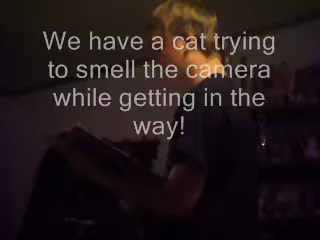 We have a cat trying
to smell the camera
while getting in the
way!